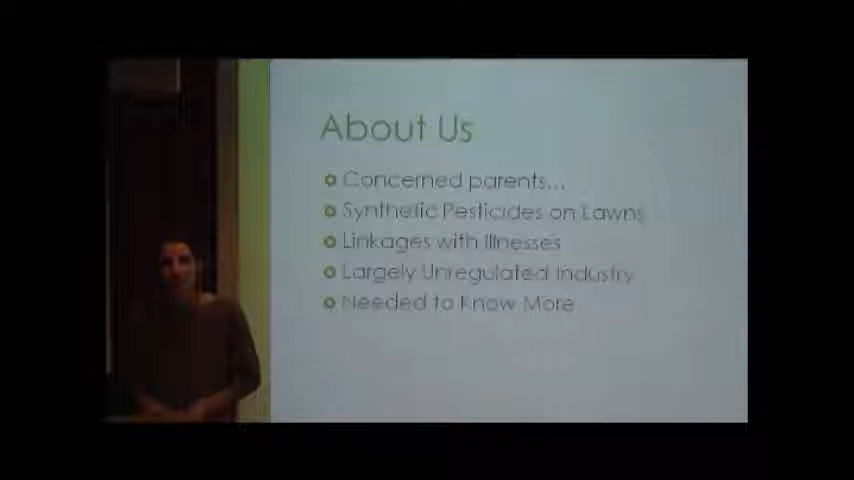 About Us
Concerned parents...
Synthetic Pesticides on Lawns
Linkages with Illnesses
Largely Unregulated Industry
Needed to Know More